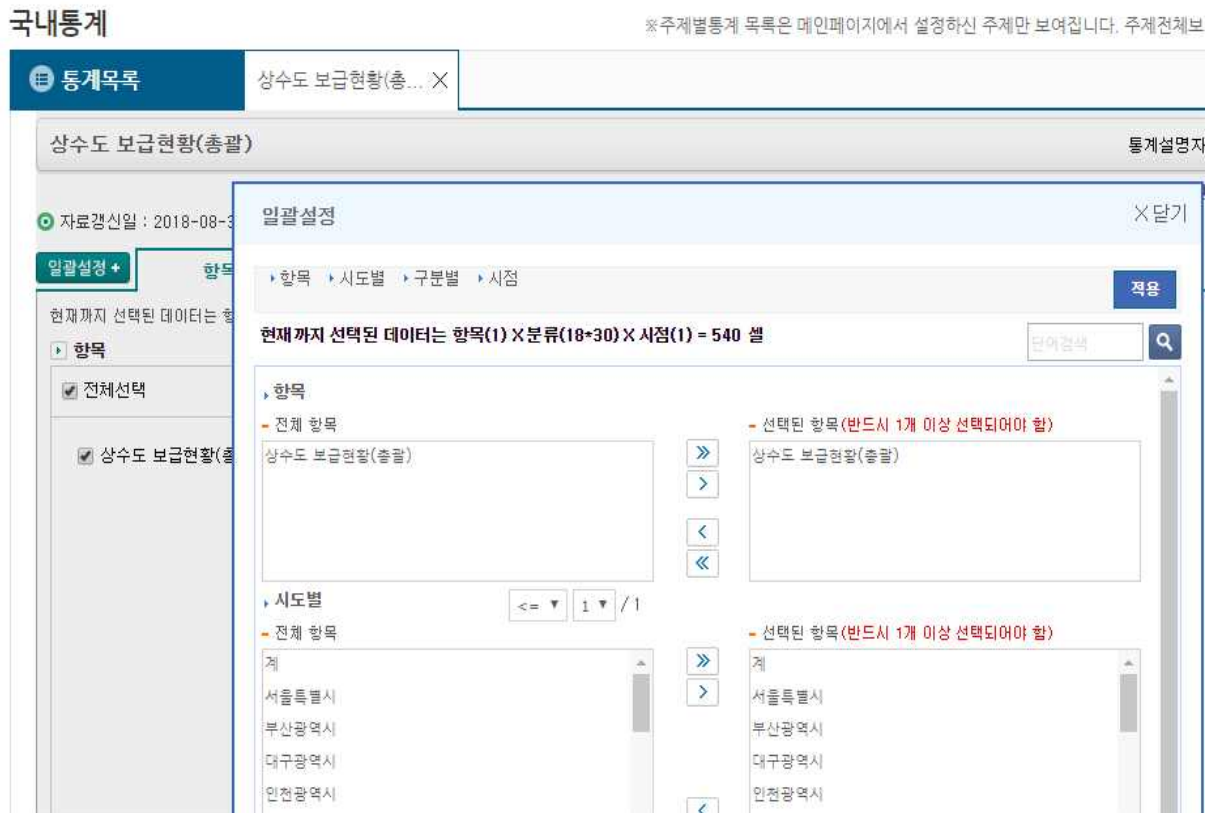 국내통계
※주제별통계 목록은 메인페이지에서 설정하신 주제만 보여집니다. 주제전체보
통계목록
상수도 보급현황(총... X
상수도 보급현황(총괄)
통계설명자
자료갱신일 : 2018-08-3
일괄설정 +
항목
현재까지 선택된 데이터는 항
항목
전체선택
상수도 보급현황(총
일괄설정
X닫기
항목 시도별 구분별 시점
적용
현재까지 선택된 데이터는 항목(1) X 분류(18*30) X 시점(1) = 540 셀
단어검색
항목
- 전체 항목
- 선택된 항목(반드시 1개 이상 선택되어야 함)
상수도 보급현황(총괄)
상수도 보급현황(총괄)
시도별
<= 1 / 1
- 전체 항목
- 선택된 항목(반드시 1개 이상 선택되어야 함)
계
서울특별시
부산광역시
대구광역시
인천광역시
계
서울특별시
부산광역시
대구광역시
인천광역시